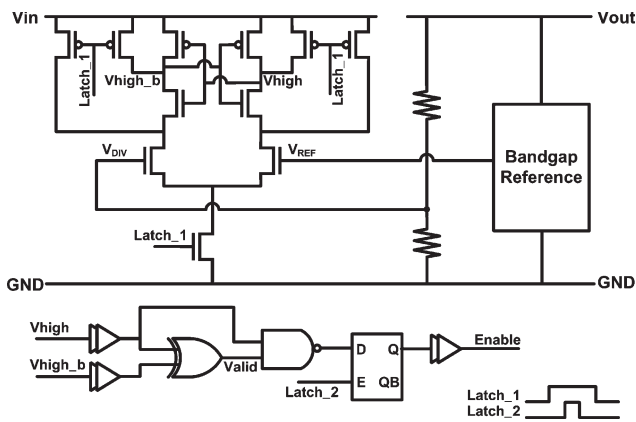 Vin
Vout
Latch_1
Vhigh_b
Vhigh
Latch_1
VDIV
VREF
Bandgap
Reference
Latch_1
GND
GND
Vhigh
Vhigh_b
Valid
Latch_2
D
Q
E
QB
Enable
Latch_1
Latch_2